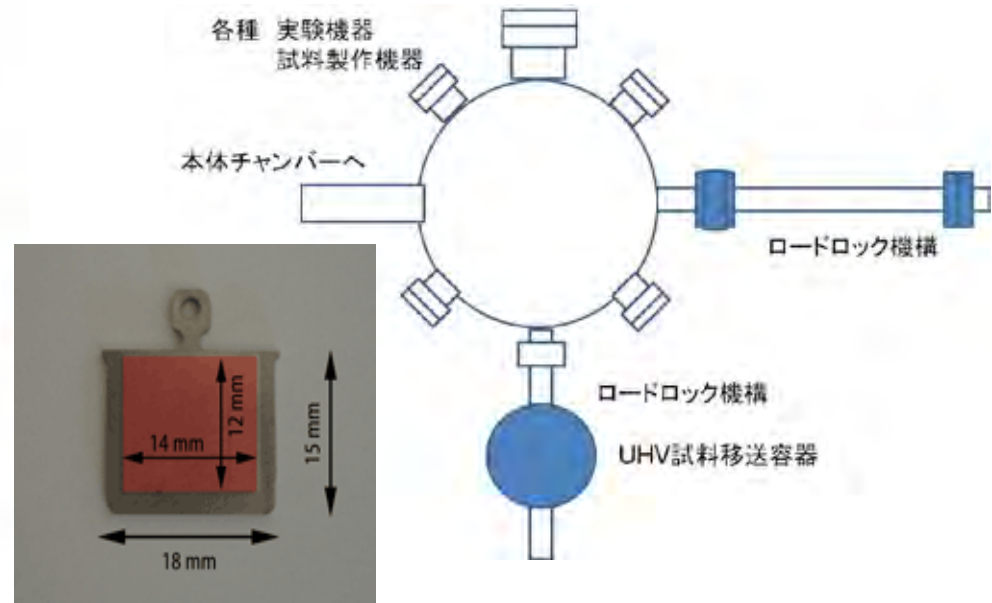 各種 実験機器
試料製作機器
本体チャンバーへ
ロードロック機構
ロードロック機構
UHV試料移送容器
12 mm
14 mm
15 mm
18 mm